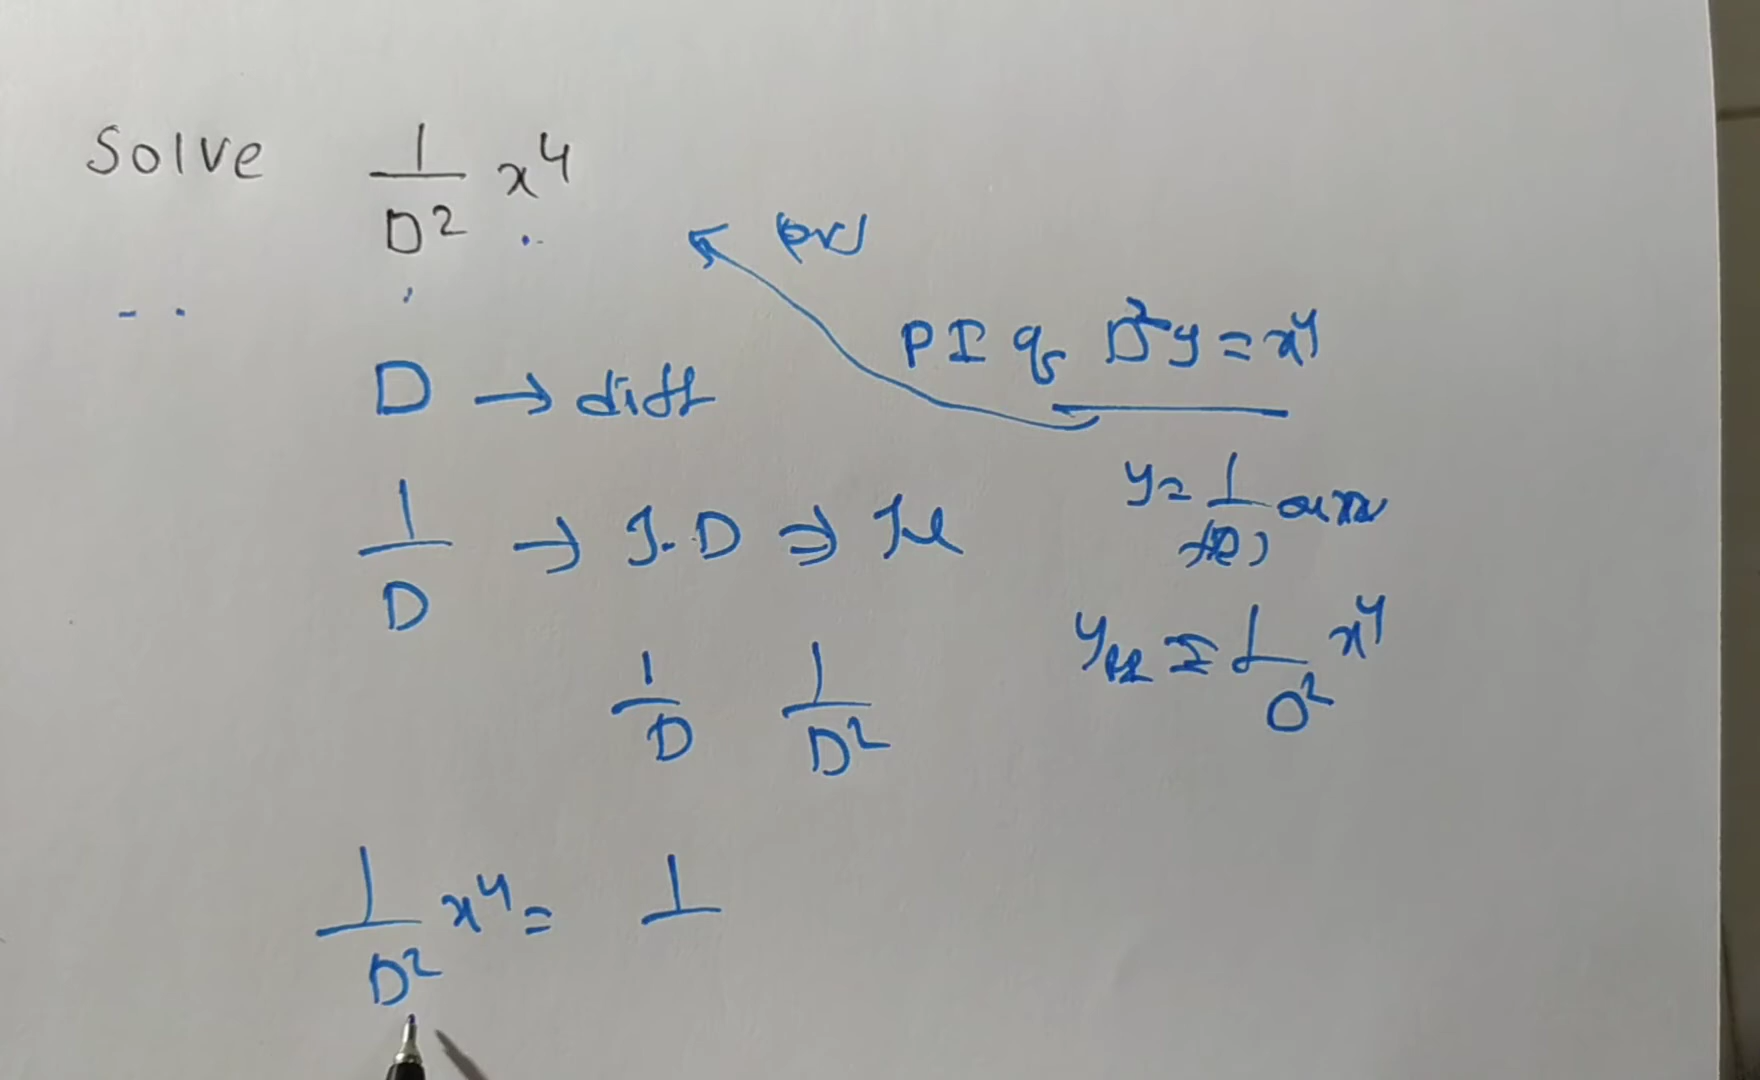 Solve 1/D² x⁴
PI of D²y = x⁴
D → diff
y = 1/f(D)
1/D → I.D ⇒
y_PI = 1/D² x⁴
1/D 1/D²
1/D² x⁴ = 1